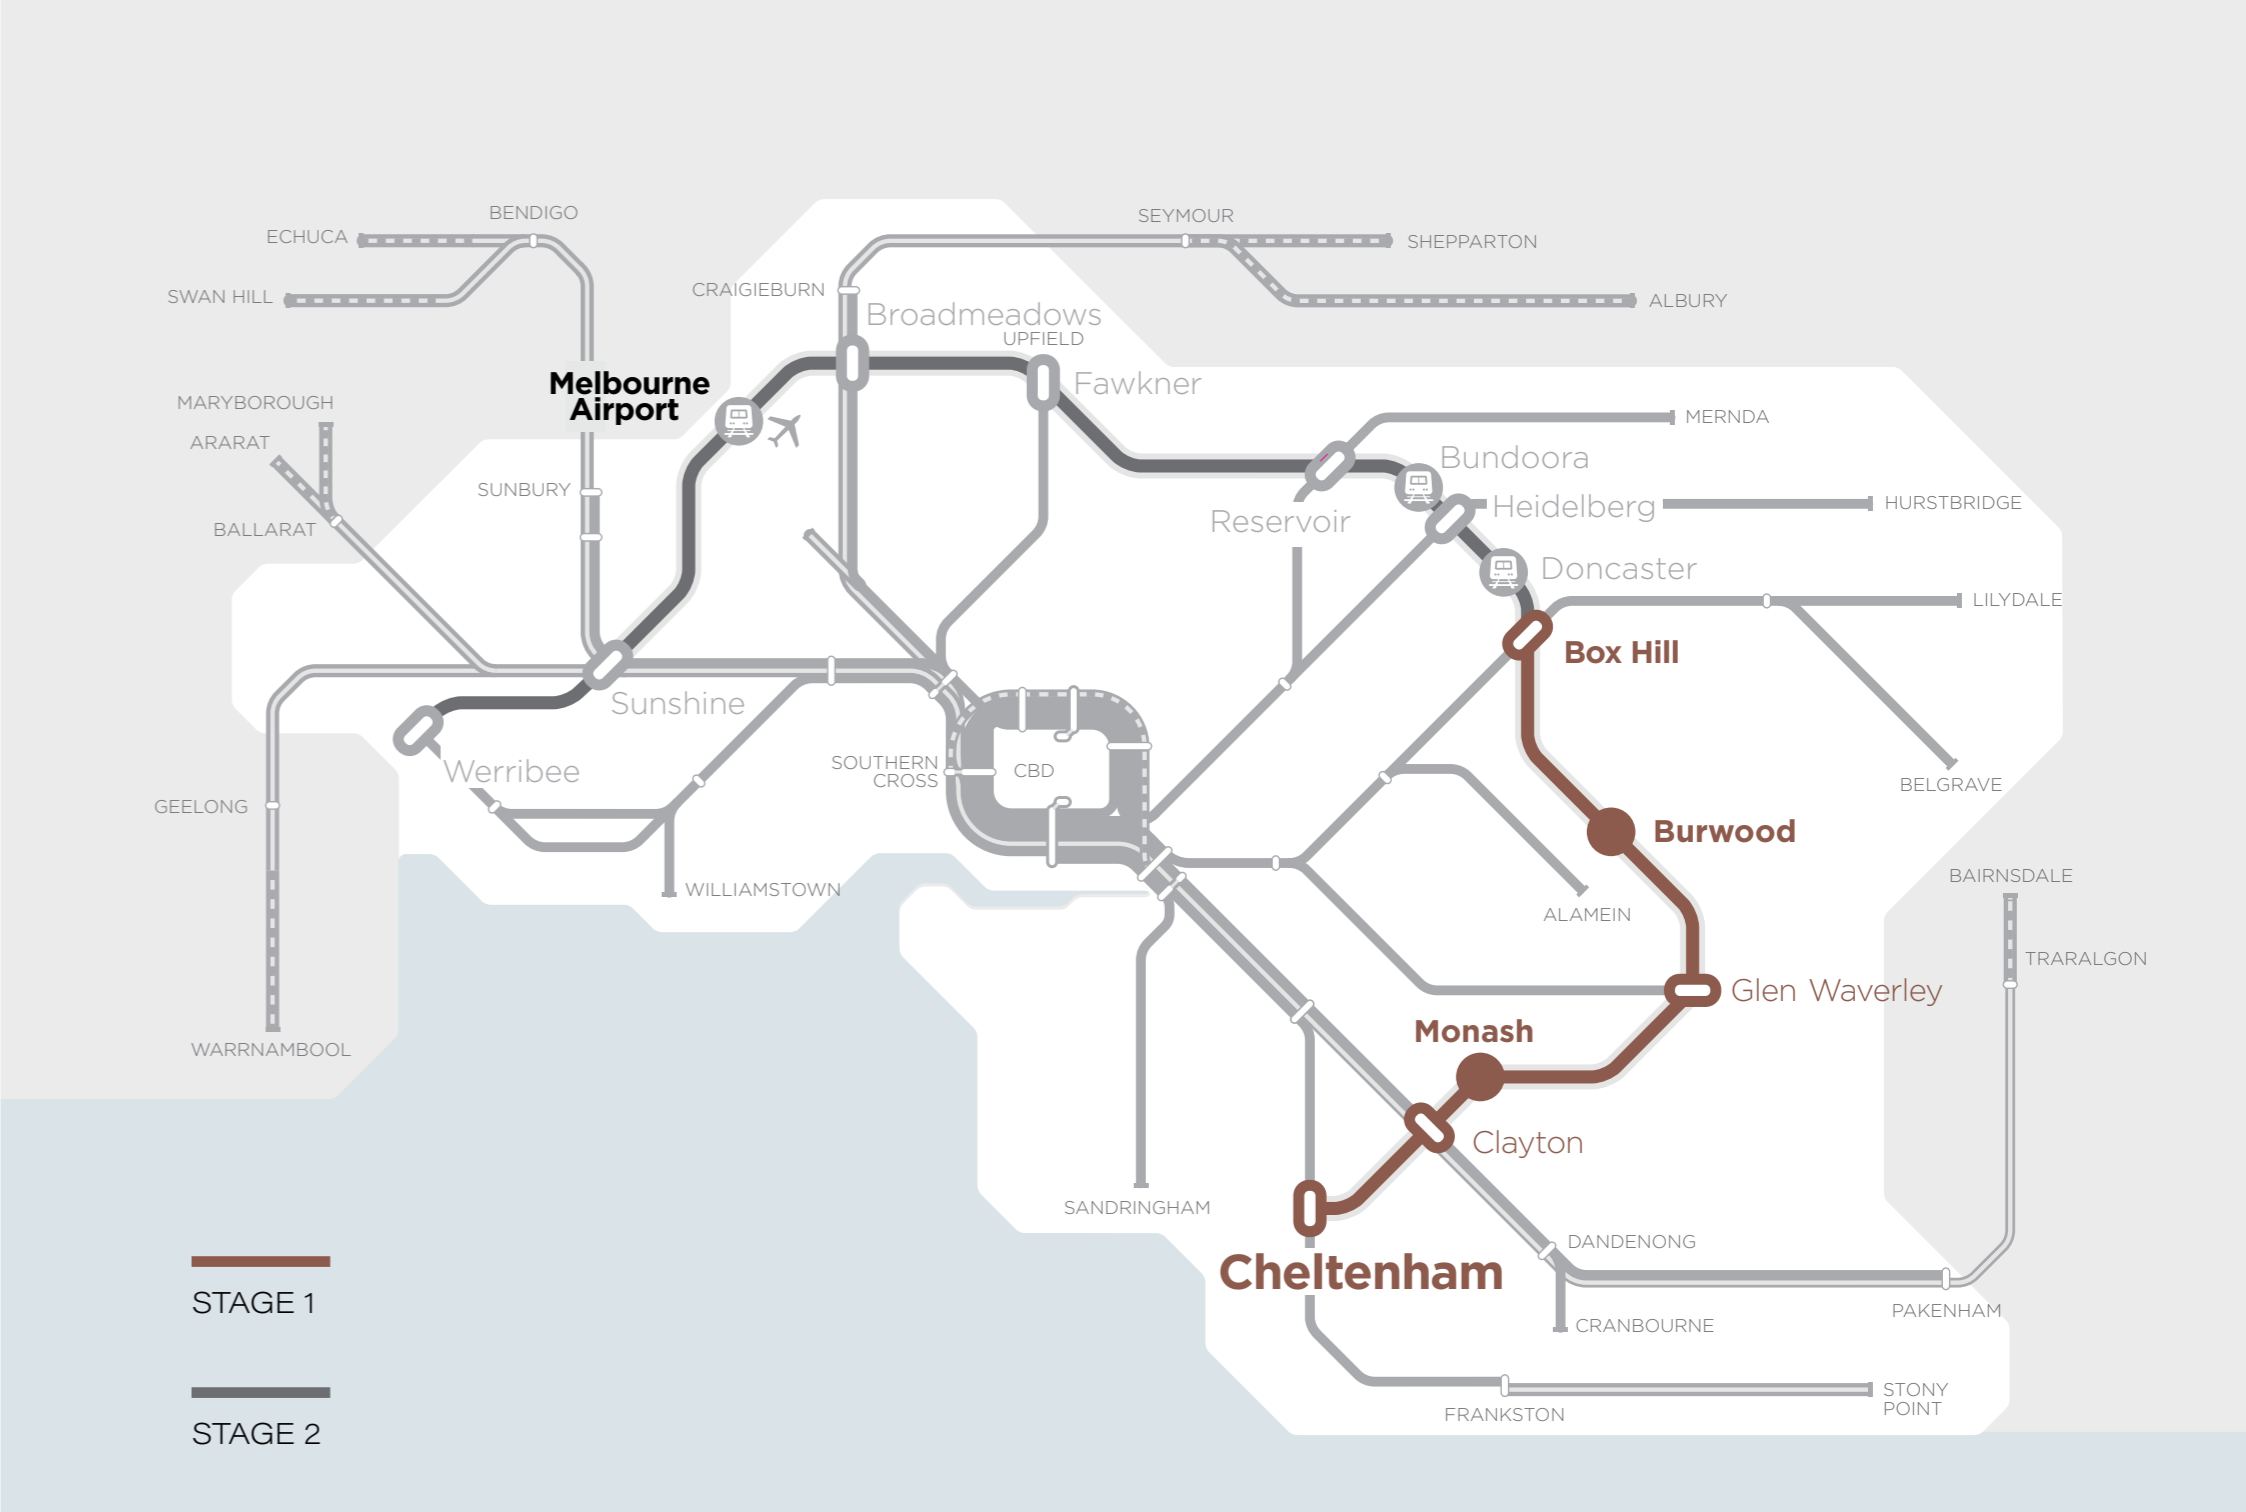 BENDIGO
SEYMOUR
ECHUCA
SHEPPARTON
SWAN HILL
CRAIGIEBURN
ALBURY
Broadmeadows
UPFIELD
Melbourne
Airport
Fawkner
MARYBOROUGH
MERNDA
ARARAT
Bundoora
SUNBURY
Heidelberg
HURSTBRIDGE
BALLARAT
Reservoir
Doncaster
LILYDALE
Box Hill
Sunshine
SOUTHERN
CROSS
CBD
Werribee
BELGRAVE
GEELONG
Burwood
BAIRNSDALE
WILLIAMSTOWN
ALAMEIN
TRARALGON
Glen Waverley
Monash
WARRNAMBOOL
Clayton
SANDRINGHAM
DANDENONG
Cheltenham
STAGE 1
PAKENHAM
CRANBOURNE
STONY
POINT
FRANKSTON
STAGE 2